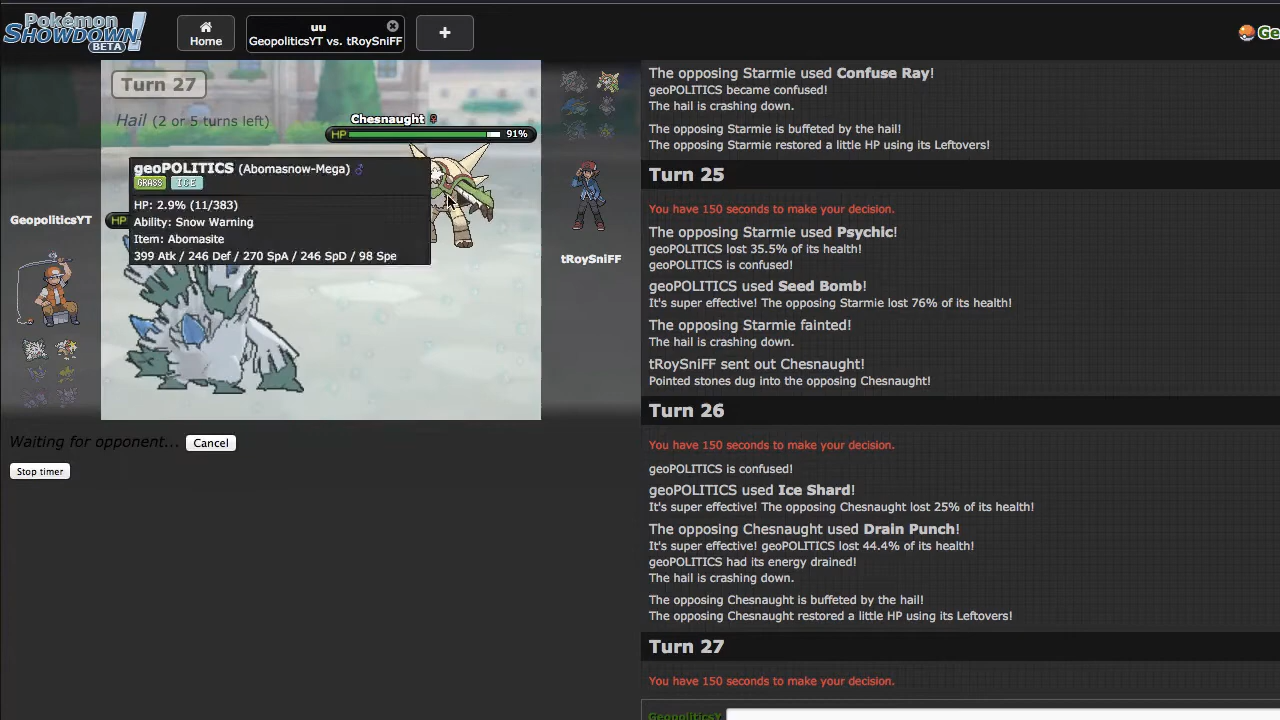 Pokémon
SHOWDOWN!
BETA
Home
uu
GeopoliticsYT vs. tRoySniFF
+
Turn 27
Hail (2 or 5 turns left)
Chesnaught
HP
91%
geoPOLITICS (Abomasnow-Mega) ♂
GRASS ICE
HP: 2.9% (11/383)
Ability: Snow Warning
Item: Abomasite
399 Atk / 246 Def / 270 SpA / 246 SpD / 98 Spe
GeopoliticsYT
HP
tRoySniFF
Waiting for opponent... Cancel
Stop timer
The opposing Starmie used Confuse Ray!
geoPOLITICS became confused!
The hail is crashing down.
The opposing Starmie is buffeted by the hail!
The opposing Starmie restored a little HP using its Leftovers!
Turn 25
You have 150 seconds to make your decision.
The opposing Starmie used Psychic!
geoPOLITICS lost 35.5% of its health!
geoPOLITICS is confused!
geoPOLITICS used Seed Bomb!
It's super effective! The opposing Starmie lost 76% of its health!
The opposing Starmie fainted!
The hail is crashing down.
tRoySniFF sent out Chesnaught!
Pointed stones dug into the opposing Chesnaught!
Turn 26
You have 150 seconds to make your decision.
geoPOLITICS is confused!
geoPOLITICS used Ice Shard!
It's super effective! The opposing Chesnaught lost 25% of its health!
The opposing Chesnaught used Drain Punch!
It's super effective! geoPOLITICS lost 44.4% of its health!
geoPOLITICS had its energy drained!
The hail is crashing down.
The opposing Chesnaught is buffeted by the hail!
The opposing Chesnaught restored a little HP using its Leftovers!
Turn 27
You have 150 seconds to make your decision.
GeopoliticsY
Ge